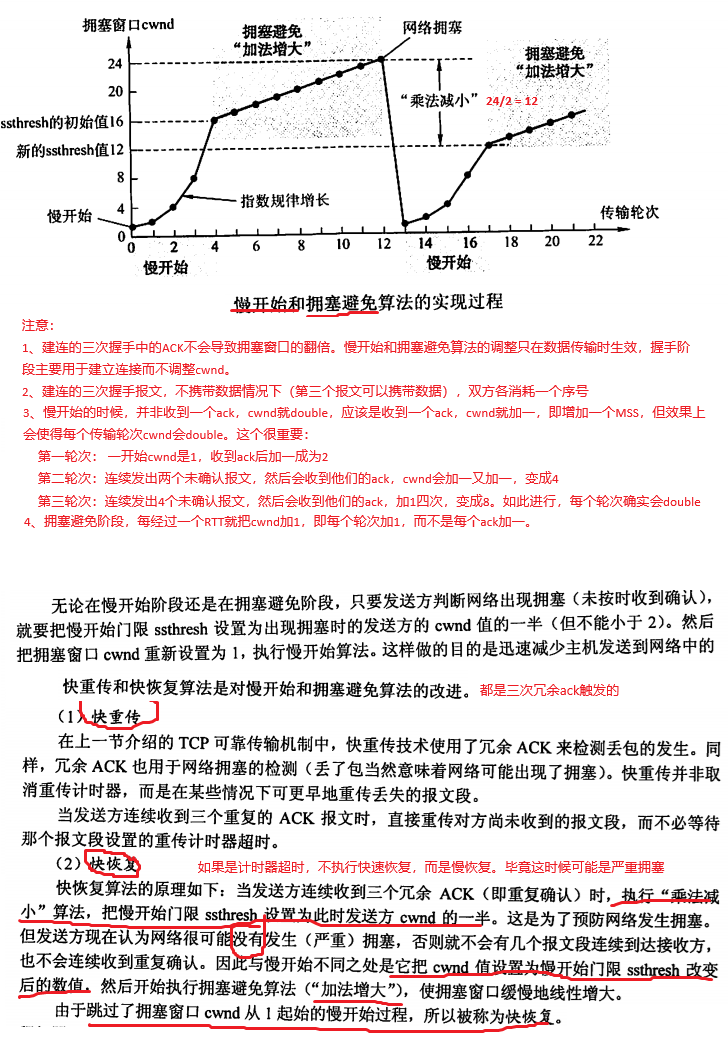 拥塞窗口cwnd
拥塞避免
“加法增大”
网络拥塞
拥塞避免
“加法增大”
24
20
ssthresh的初始值16
新的ssthresh值12
8
4
0
“乘法减小”
24/2 = 12
指数规律增长
慢开始
传输轮次
0 2 4 6 8 10 12 14 16 18 20 22
慢开始
慢开始
慢开始和拥塞避免算法的实现过程
注意：
1、建连的三次握手中的ACK不会导致拥塞窗口的翻倍。慢开始和拥塞避免算法的调整只在数据传输时生效，握手阶
段主要用于建立连接而不调整cwnd。
2、建连的三次握手报文，不携带数据情况下（第三个报文可以携带数据），双方各消耗一个序号
3、慢开始的时候，并非收到一个ack，cwnd就double，应该是收到一个ack，cwnd就加一，即增加一个MSS，但效果上
会使得每个传输轮次cwnd会double。这个很重要：
第一轮次： 一开始cwnd是1，收到ack后加一成为2
第二轮次：连续发出两个未确认报文，然后会收到他们的ack，cwnd会加一又加一，变成4
第三轮次：连续发出4个未确认报文，然后会收到他们的ack，加1四次，变成8。如此进行，每个轮次确实会double
4、拥塞避免阶段，每经过一个RTT就把cwnd加1，即每个轮次加1，而不是每个ack加一。
无论在慢开始阶段还是在拥塞避免阶段，只要发送方判断网络出现拥塞（未按时收到确认），
就要把慢开始门限 ssthresh 设置为出现拥塞时的发送方的 cwnd 值的一半（但不能小于 2）。然后
把拥塞窗口 cwnd 重新设置为 1，执行慢开始算法。这样做的目的是迅速减少主机发送到网络中的
快重传和快恢复算法是对慢开始和拥塞避免算法的改进。 都是三次冗余ack触发的
（1）快重传
在上一节介绍的 TCP 可靠传输机制中，快重传技术使用了冗余 ACK 来检测丢包的发生。同
样，冗余 ACK 也用于网络拥塞的检测（丢了包当然意味着网络可能出现了拥塞）。快重传并非取
消重传计时器，而是在某些情况下可更早地重传丢失的报文段。
当发送方连续收到三个重复的 ACK 报文时，直接重传对方尚未收到的报文段，而不必等待
那个报文段设置的重传计时器超时。
（2）快恢复 如果是计时器超时，不执行快速恢复，而是慢恢复。毕竟这时候可能是严重拥塞
快恢复算法的原理如下：当发送方连续收到三个冗余 ACK（即重复确认）时，执行“乘法减
小”算法，把慢开始门限 ssthresh 设置为此时发送方 cwnd 的一半。这是为了预防网络发生拥塞。
但发送方现在认为网络很可能没有发生（严重）拥塞，否则就不会有几个报文段连续到达接收方，
也不会连续收到重复确认。因此与慢开始不同之处是它把 cwnd 值设置为慢开始门限 ssthresh 改变
后的数值，然后开始执行拥塞避免算法（“加法增大”），使拥塞窗口缓慢地线性增大。
由于跳过了拥塞窗口 cwnd 从 1 起始的慢开始过程，所以被称为快恢复。